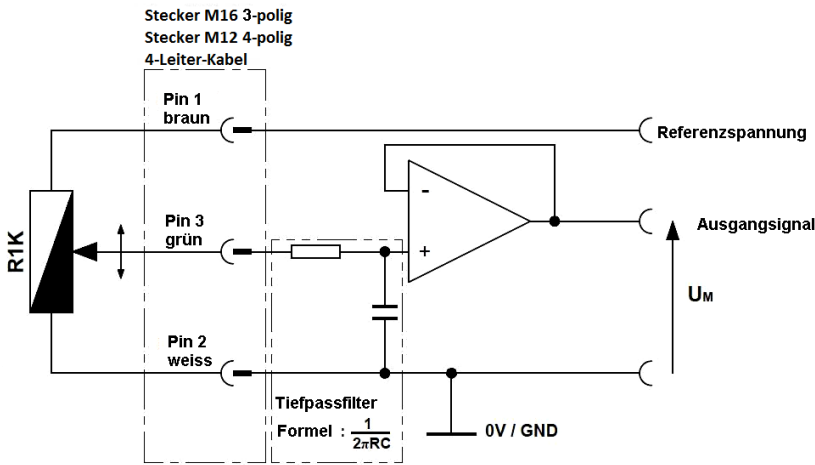 Stecker M16 3-polig
Stecker M12 4-polig
4-Leiter-Kabel
Pin 1
braun
Referenzspannung
-
R1K
Pin 3
grün
+
Ausgangsignal
UM
Pin 2
weiss
Tiefpassfilter
Formel : 1
2πRC
0V / GND